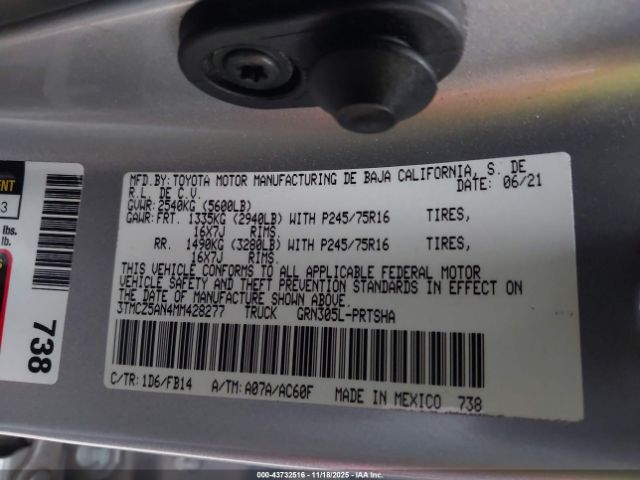 ENT
3
s.
lb.
738
MFD.BY:TOYOTA MOTOR MANUFACTURING DE BAJA CALIFORNIA, S. DE
R.L. DE C.V. DATE: 06/21
GVWR: 2540KG (5600LB)
GAWR:FRT. 1335KG (2940LB) WITH P245/75R16 TIRES,
16X7J RIMS.
RR. 1490KG (3280LB) WITH P245/75R16 TIRES,
16X7J RIMS.
THIS VEHICLE CONFORMS TO ALL APPLICABLE FEDERAL MOTOR
VEHICLE SAFETY AND THEFT PREVENTION STANDARDS IN EFFECT ON
THE DATE OF MANUFACTURE SHOWN ABOVE.
3TMCZ5AN4MM428277 TRUCK GRN305L-PRTSHA
C/TR: 1D6/FB14 A/TM: A07A/AC60F MADE IN MEXICO 738
000-43732516 - 11/18/2025 - IAAI Inc.